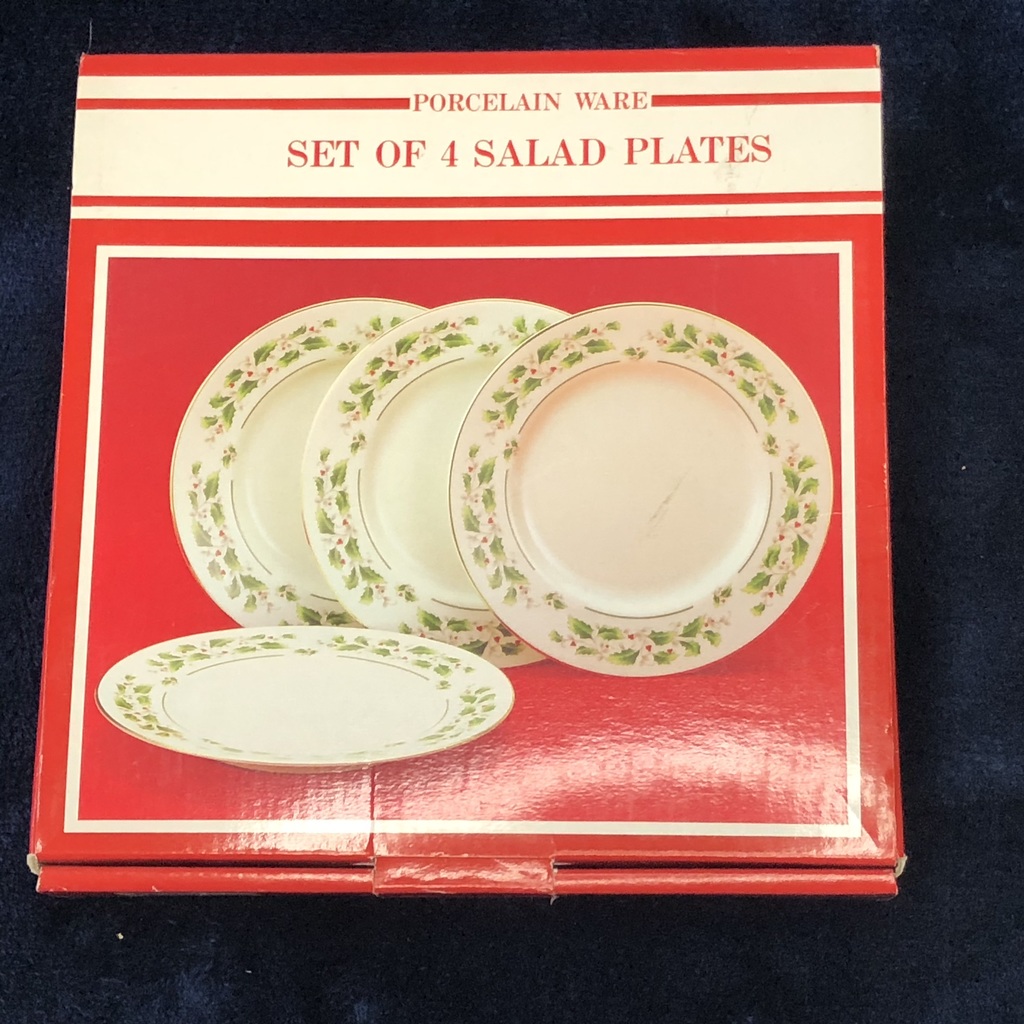 PORCELAIN WARE
SET OF 4 SALAD PLATES